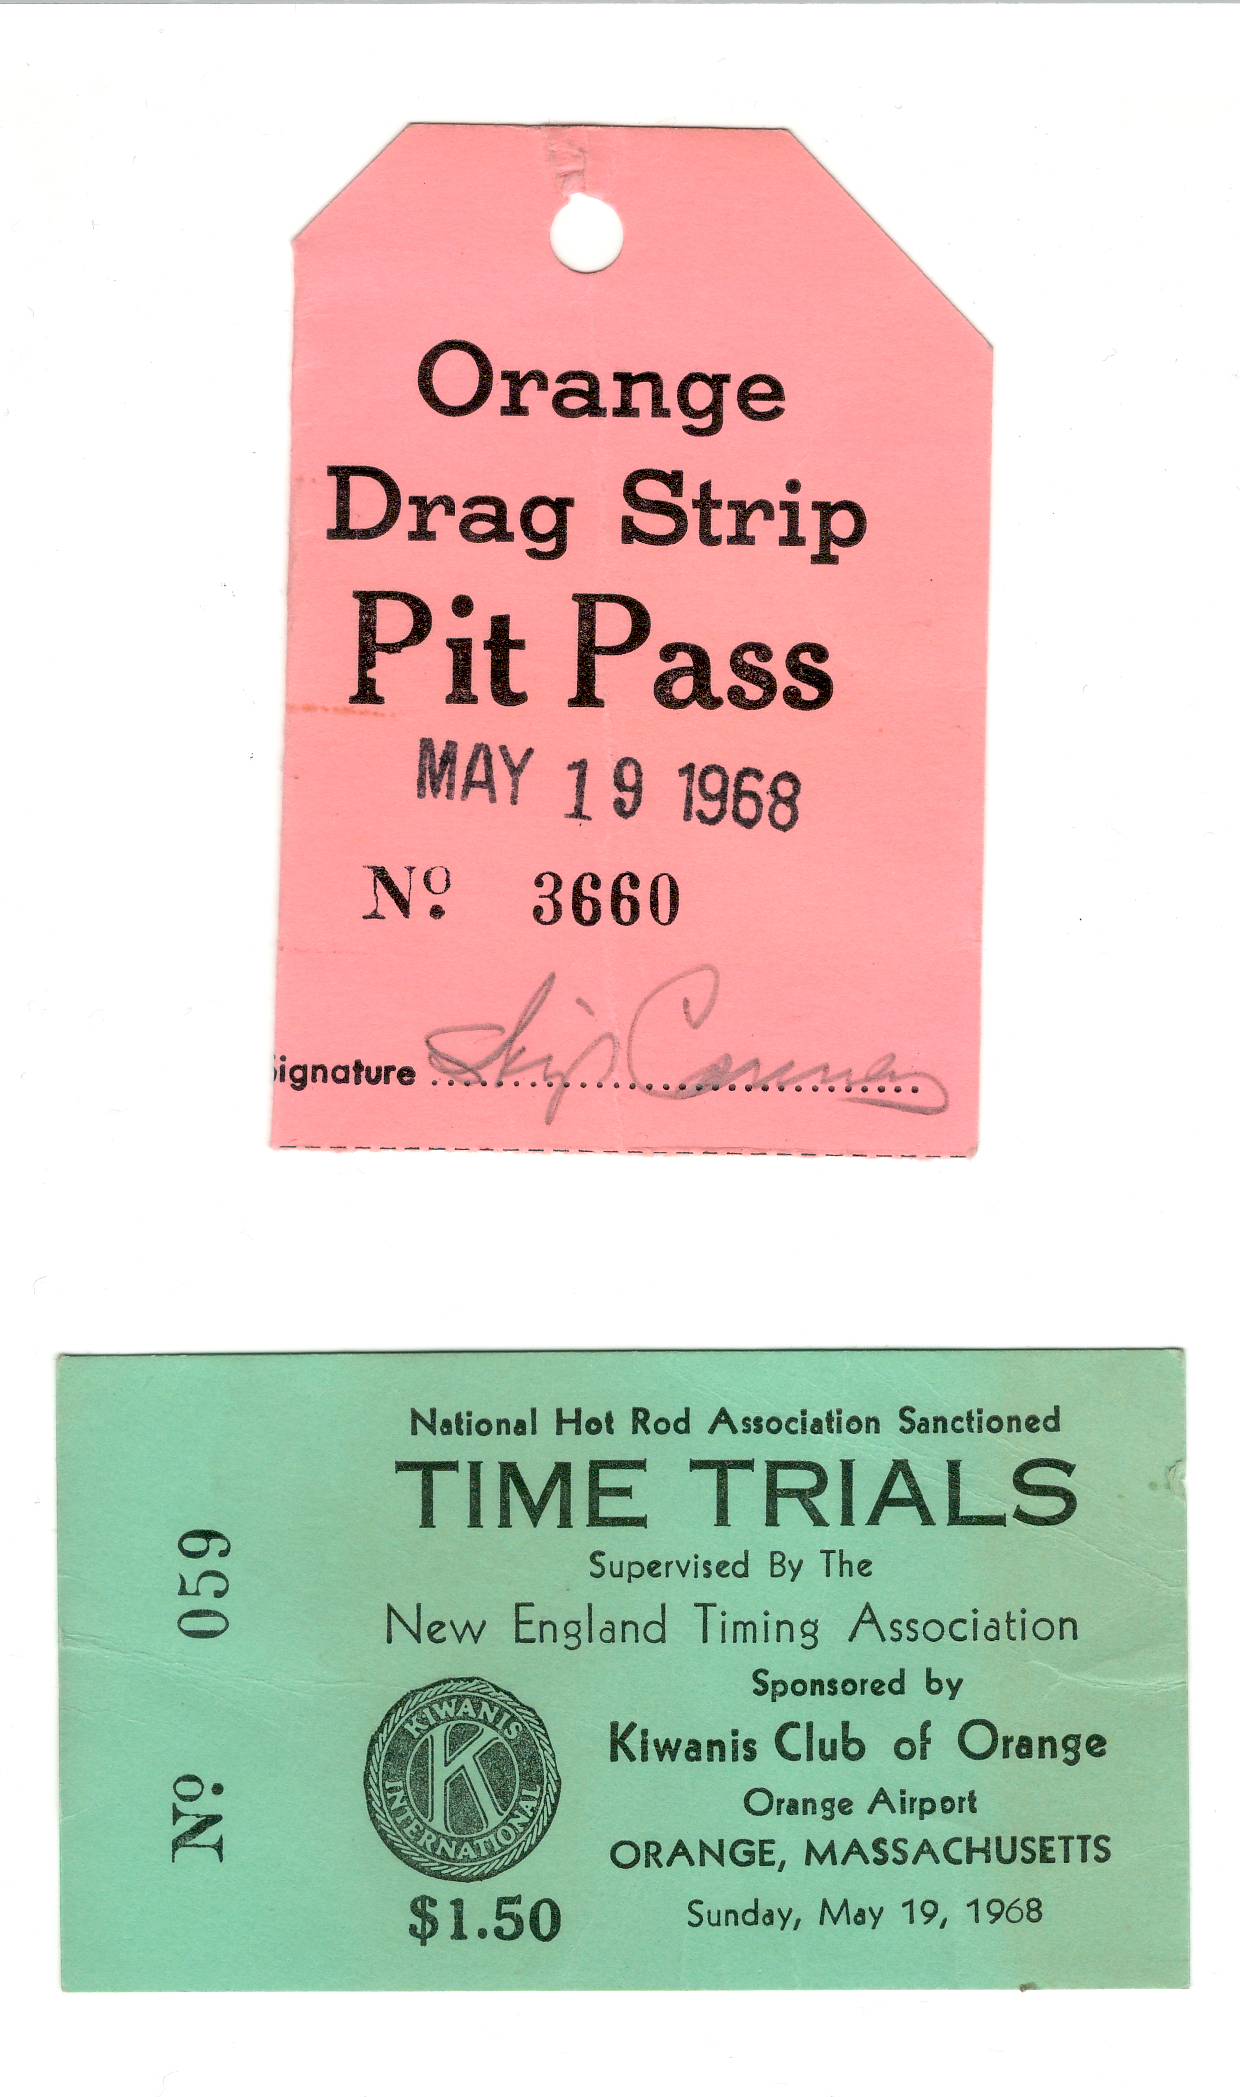 Orange
Drag Strip
Pit Pass
MAY 19 1968
No. 3660
ignature Skip
National Hot Rod Association Sanctioned
TIME TRIALS
Supervised By The
New England Timing Association
Sponsored by
Kiwanis Club of Orange
Orange Airport
ORANGE, MASSACHUSETTS
Sunday, May 19, 1968
KIWANIS
K
INTERNATIONAL
$1.50
No. 059